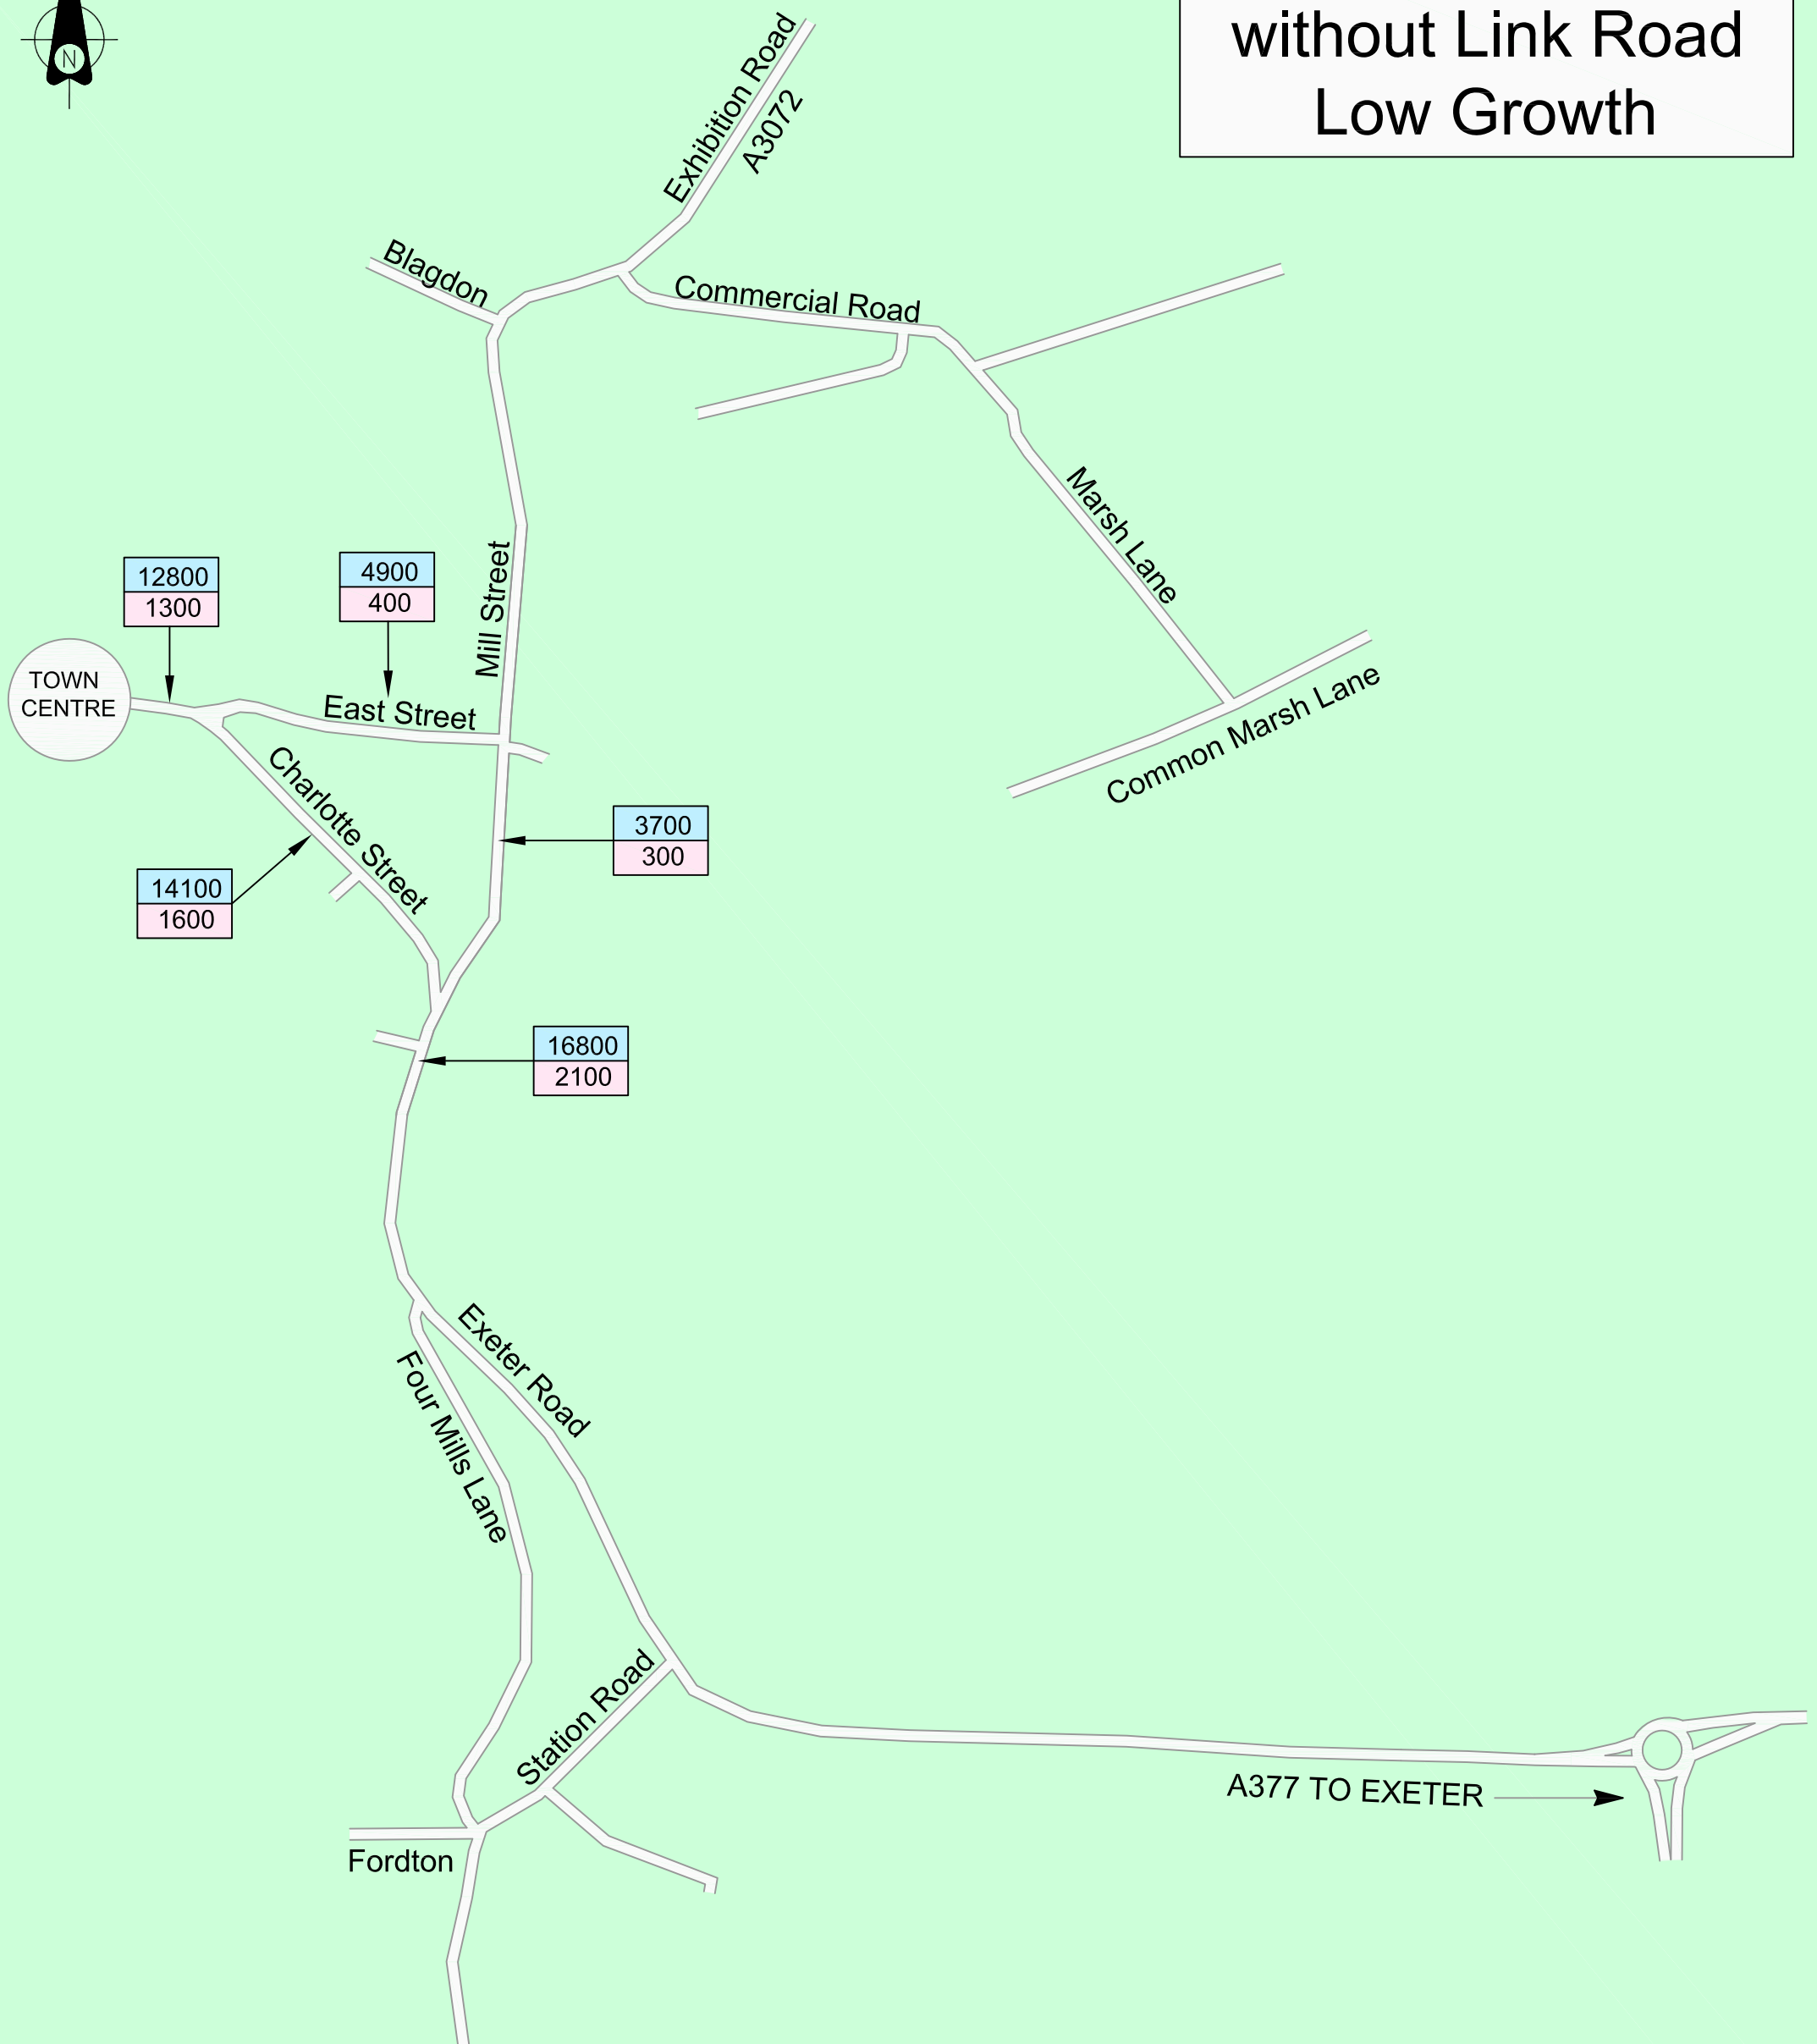 without Link Road
Low Growth
N
Exhibition Road
A3072
Blagdon
Commercial Road
Marsh Lane
Mill Street
12800
1300
4900
400
TOWN
CENTRE
East Street
Common Marsh Lane
Charlotte Street
3700
300
14100
1600
16800
2100
Exeter Road
Four Mills Lane
Station Road
A377 TO EXETER
Fordton